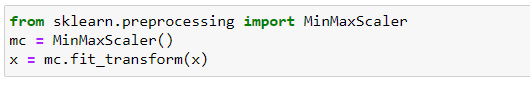 from sklearn.preprocessing import MinMaxScaler
mc = MinMaxScaler()
x = mc.fit_transform(x)